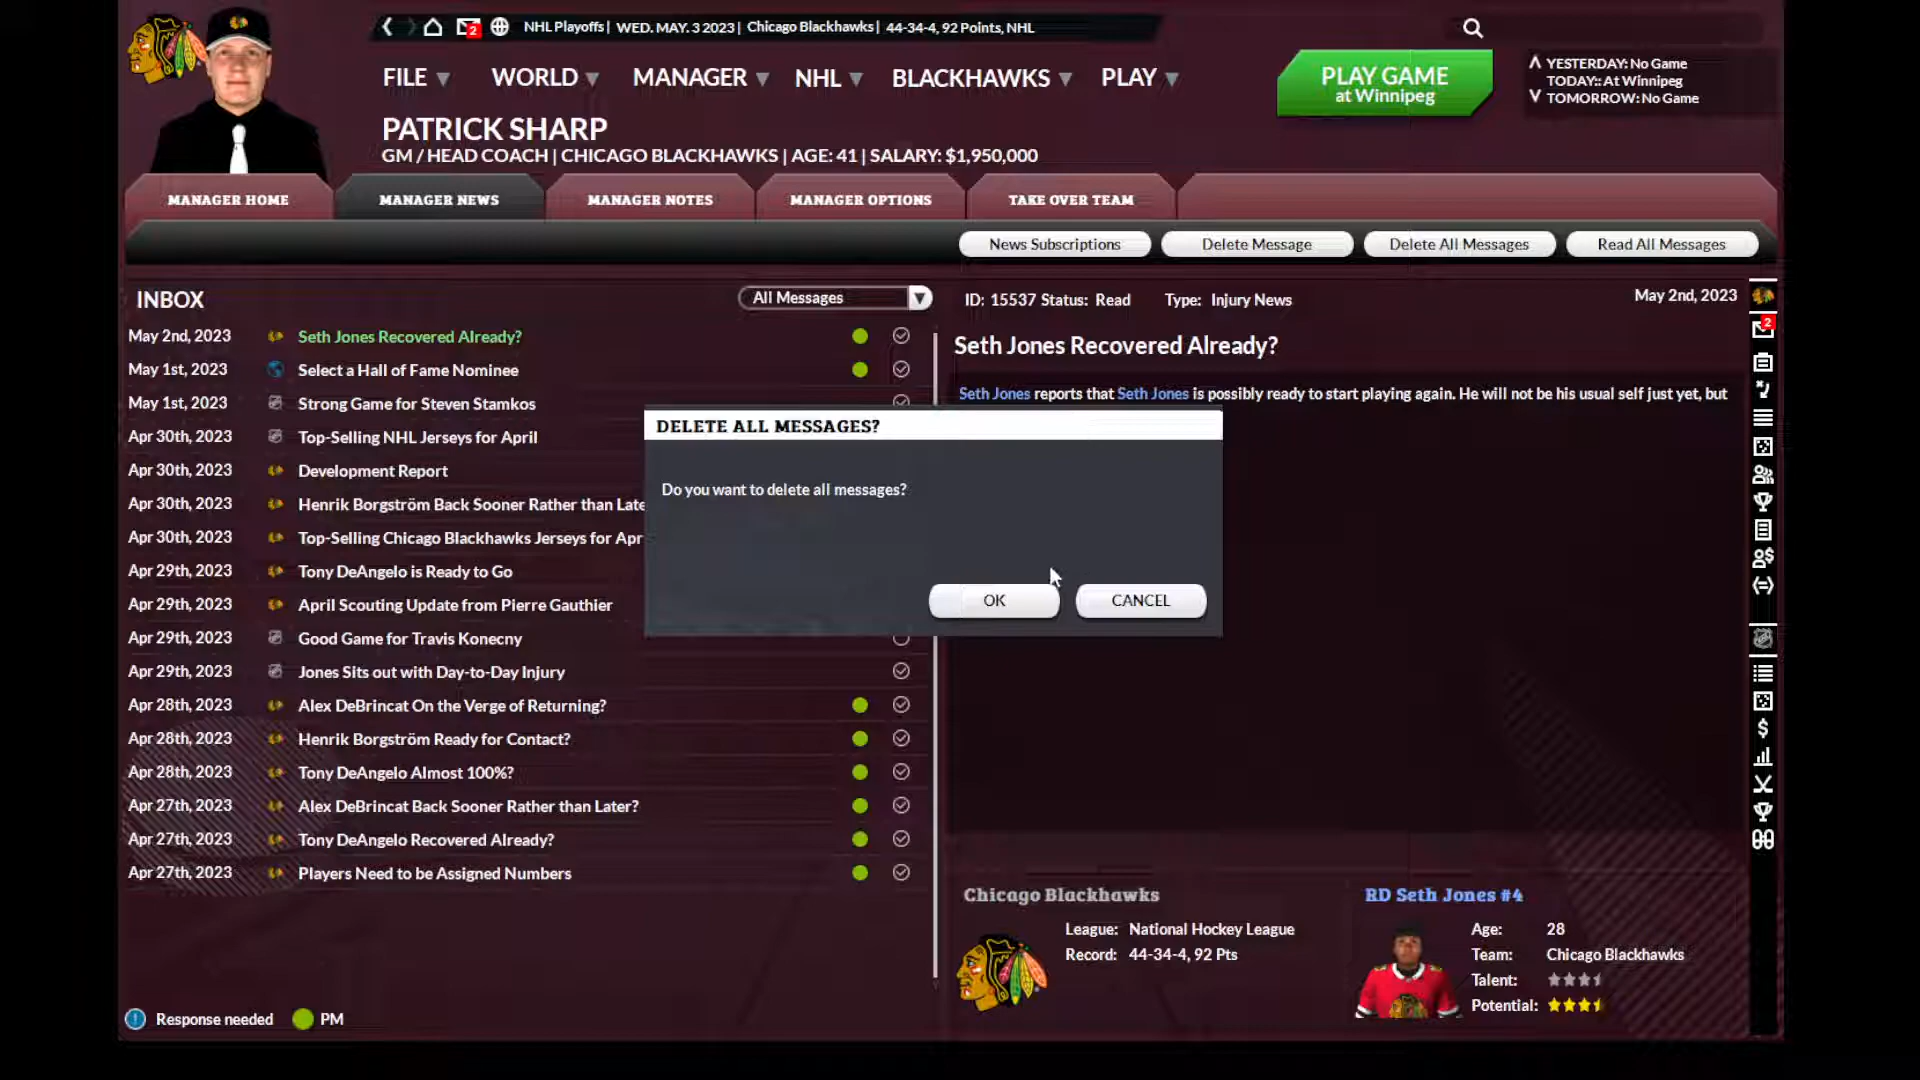 2
NHL Playoffs| WED. MAY. 3 2023| Chicago Blackhawks| 44-34-4, 92 Points, NHL
FILE WORLD MANAGER NHL BLACKHAWKS PLAY
PLAY GAME
at Winnipeg
YESTERDAY: No Game
TODAY:: At Winnipeg
TOMORROW: No Game
PATRICK SHARP
GM / HEAD COACH | CHICAGO BLACKHAWKS | AGE: 41 | SALARY: $1,950,000
MANAGER HOME MANAGER NEWS MANAGER NOTES MANAGER OPTIONS TAKE OVER TEAM
News Subscriptions Delete Message Delete All Messages Read All Messages
INBOX All Messages
May 2nd, 2023 Seth Jones Recovered Already?
May 1st, 2023 Select a Hall of Fame Nominee
May 1st, 2023 Strong Game for Steven Stamkos
Apr 30th, 2023 Top-Selling NHL Jerseys for April
Apr 30th, 2023 Development Report
Apr 30th, 2023 Henrik Borgström Back Sooner Rather than Late
Apr 30th, 2023 Top-Selling Chicago Blackhawks Jerseys for Apr
Apr 29th, 2023 Tony DeAngelo is Ready to Go
Apr 29th, 2023 April Scouting Update from Pierre Gauthier
Apr 29th, 2023 Good Game for Travis Konecny
Apr 29th, 2023 Jones Sits out with Day-to-Day Injury
Apr 28th, 2023 Alex DeBrincat On the Verge of Returning?
Apr 28th, 2023 Henrik Borgström Ready for Contact?
Apr 28th, 2023 Tony DeAngelo Almost 100%?
Apr 27th, 2023 Alex DeBrincat Back Sooner Rather than Later?
Apr 27th, 2023 Tony DeAngelo Recovered Already?
Apr 27th, 2023 Players Need to be Assigned Numbers
Response needed PM
ID: 15537 Status: Read Type: Injury News May 2nd, 2023
Seth Jones Recovered Already?
Seth Jones reports that Seth Jones is possibly ready to start playing again. He will not be his usual self just yet, but
DELETE ALL MESSAGES?
Do you want to delete all messages?
OK CANCEL
Chicago Blackhawks
League: National Hockey League
Record: 44-34-4, 92 Pts
RD Seth Jones #4
Age: 28
Team: Chicago Blackhawks
Talent:
Potential:
2